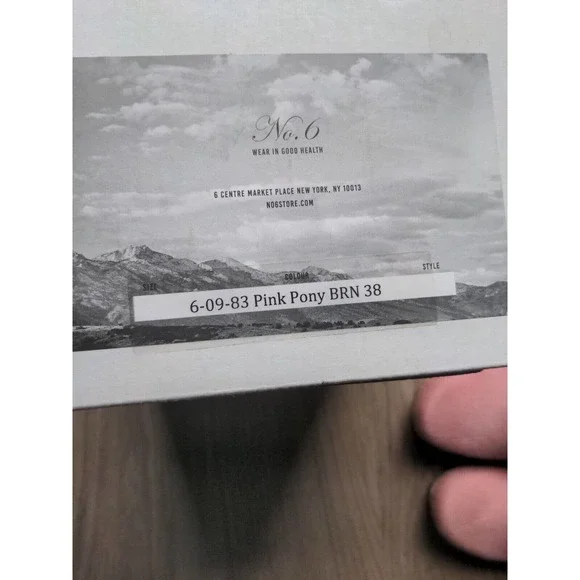 No.6
WEAR IN GOOD HEALTH
6 CENTRE MARKET PLACE NEW YORK, NY 10013
NO6STORE.COM
SIZE COLOUR STYLE
6-09-83 Pink Pony BRN 38